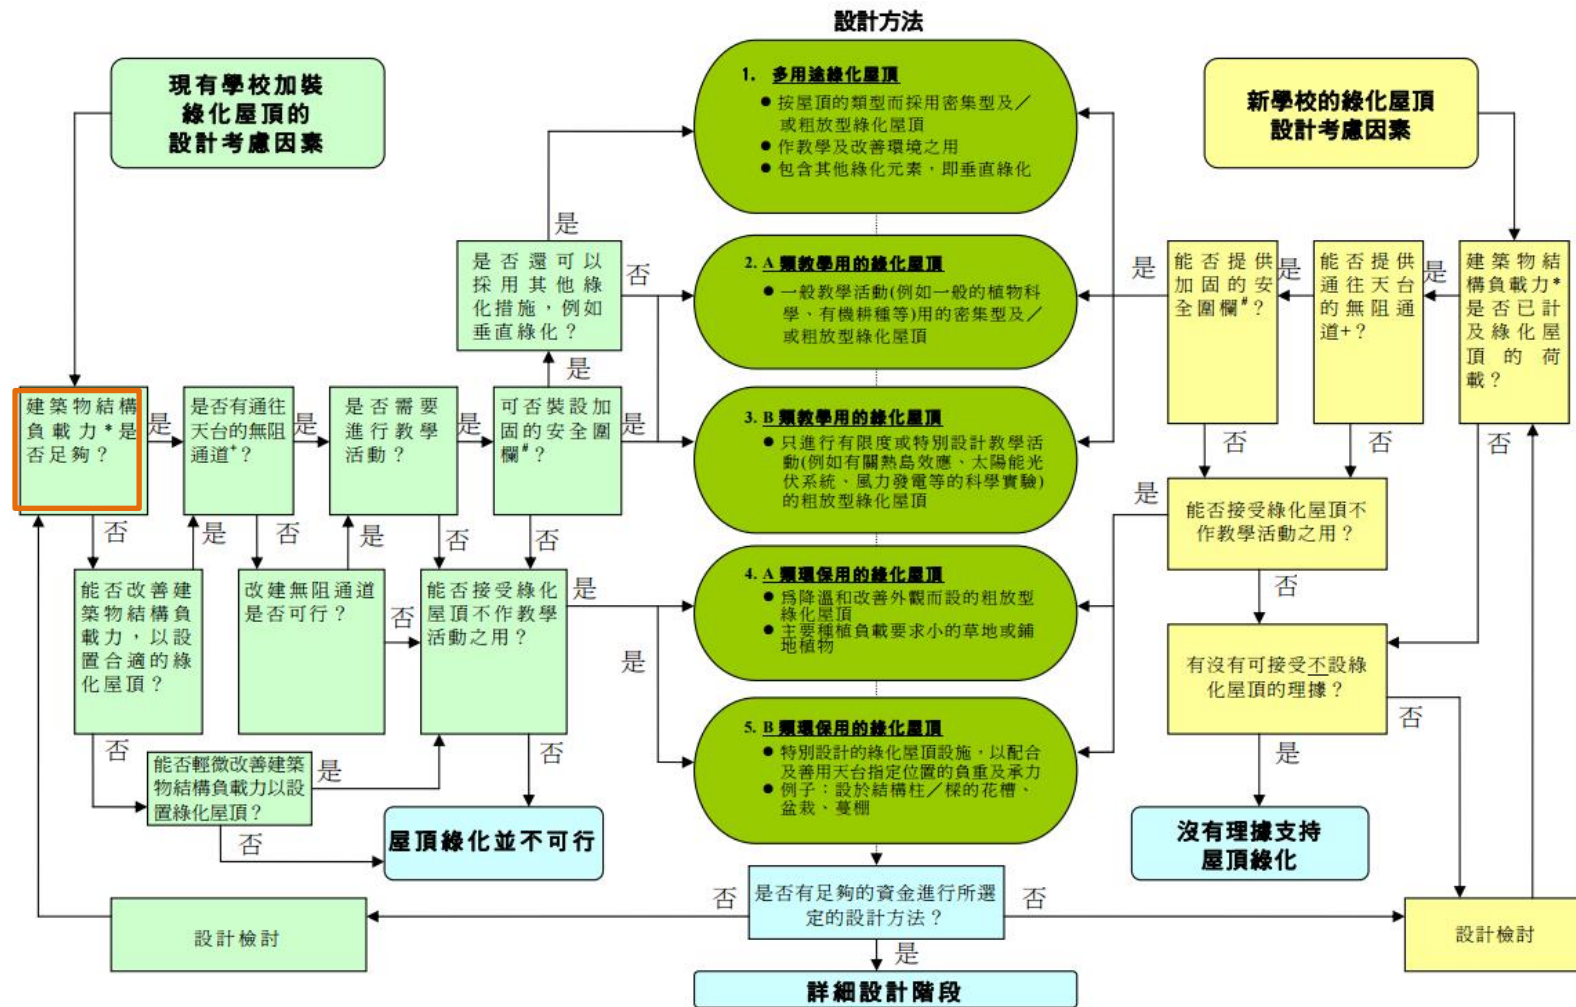 設計方法
現有學校加裝
綠化屋頂的
設計考慮因素
1. 多用途綠化屋頂
● 按屋頂的類型而採用密集型及／
或粗放型綠化屋頂
● 作教學及改善環境之用
● 包含其他綠化元素，即垂直綠化
新學校的綠化屋頂
設計考慮因素
是
是否還可以
採用其他綠
化措施，例如
垂直綠化？
否
2. A 類教學用的綠化屋頂
● 一般教學活動(例如一般的植物科
學、有機耕種等)用的密集型及／
或粗放型綠化屋頂
是
能否提供
加固的安
全圍欄#？
是
能否提供
通往天台
的無阻通
道+？
是
建築物結
構負載力*
是否已計
及綠化屋
頂的荷
載？
是
建築物結構
負載力*是
否足夠？
是
是否有通往
天台的無阻
通道+？
是
是否需要
進行教學
活動？
是
可否裝設加
固的安全圍
欄#？
是
3. B 類教學用的綠化屋頂
● 只進行有限度或特別設計教學活
動(例如有關熱島效應、太陽能光
伏系統、風力發電等的科學實驗)
的粗放型綠化屋頂
否
否
否
否
是
否
是
否
否
是
能否接受綠化屋頂不
作教學活動之用？
能否改善建
築物結構負
載力，以設
置合適的綠
化屋頂？
改建無阻通道
是否可行？
否
能否接受綠化
屋頂不作教學
活動之用？
是
是
4. A 類環保用的綠化屋頂
● 為降溫和改善外觀而設的粗放型
綠化屋頂
● 主要種植負載要求小的草地或鋪
地植物
否
有沒有可接受不設綠
化屋頂的理據？
否
5. B 類環保用的綠化屋頂
● 特別設計的綠化屋頂設施，以配合
及善用天台指定位置的負重及承力
● 例子：設於結構柱／樑的花槽、
盆栽、蔓棚
否
能否輕微改善建築
物結構負載力以設
置綠化屋頂？
是
否
是
否
屋頂綠化並不可行
沒有理據支持
屋頂綠化
否
是否有足夠的資金進行所選
定的設計方法？
否
設計檢討
設計檢討
是
詳細設計階段